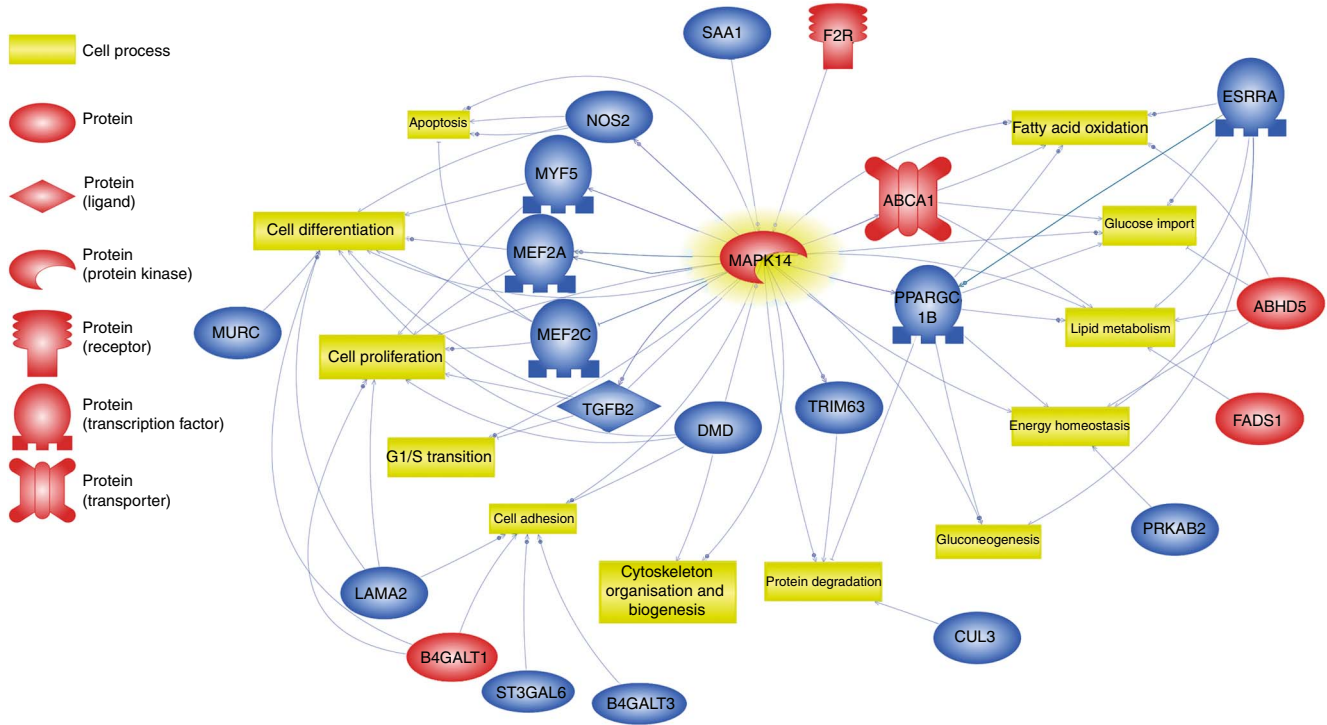 Cell process
Protein
Protein
(ligand)
Protein
(protein kinase)
Protein
(receptor)
Protein
(transcription factor)
Protein
(transporter)
SAA1
F2R
ESRRA
Apoptosis
NOS2
Fatty acid oxidation
MYF5
ABCA1
Cell differentiation
Glucose import
MEF2A
MAPK14
PPARGC
1B
ABHD5
MURC
MEF2C
Lipid metabolism
Cell proliferation
TGFB2
TRIM63
DMD
Energy homeostasis
FADS1
G1/S transition
Cell adhesion
PRKAB2
Gluconeogenesis
Cytoskeleton
organisation and
biogenesis
Protein degradation
LAMA2
CUL3
B4GALT1
ST3GAL6
B4GALT3